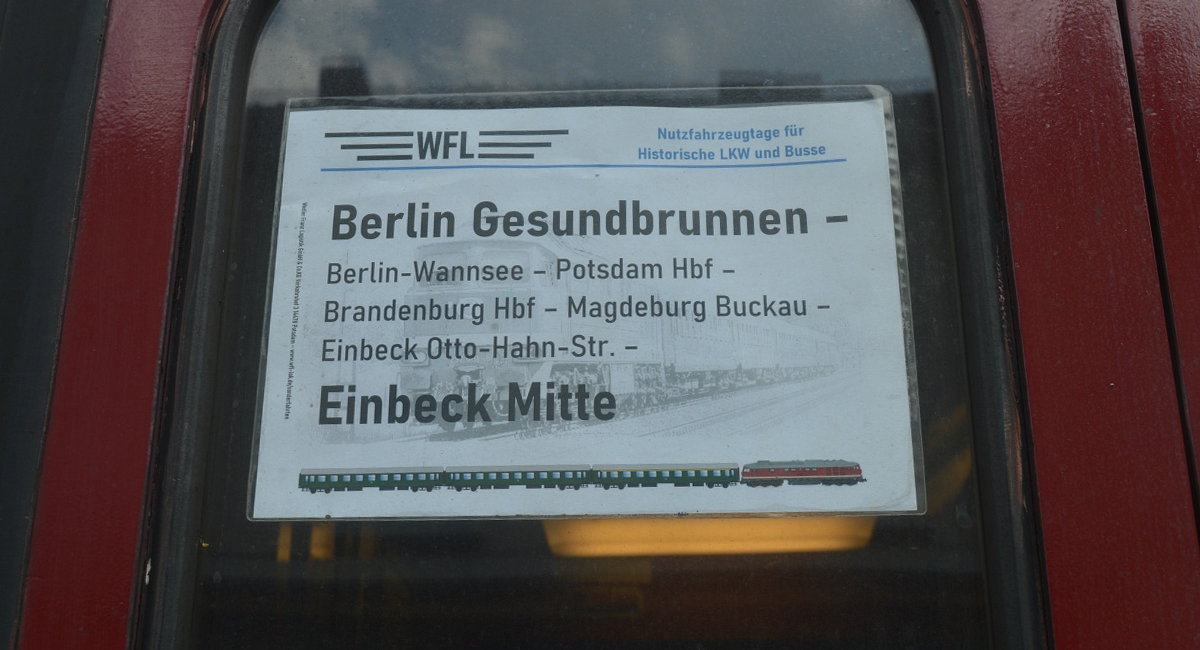 WFL
Nutzfahrzeugtage für
Historische LKW und Busse
Berlin Gesundbrunnen –
Berlin-Wannsee – Potsdam Hbf –
Brandenburg Hbf – Magdeburg Buckau –
Einbeck Otto-Hahn-Str. –
Einbeck Mitte